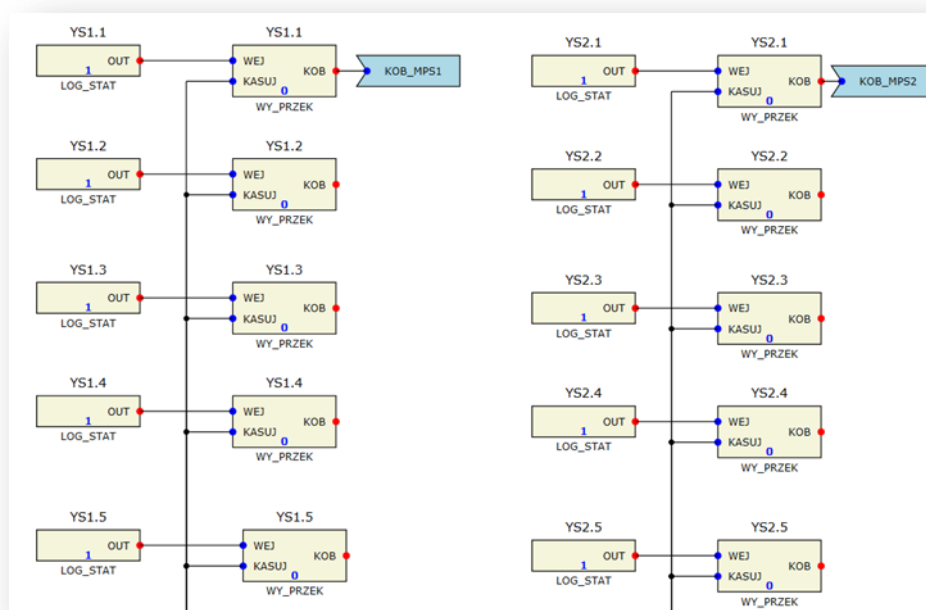 YS1.1
OUT
1
LOG_STAT
YS1.1
WEJ
KOB
KASUJ
0
WY_PRZEK
KOB_MPS1
YS2.1
OUT
1
LOG_STAT
YS2.1
WEJ
KOB
KASUJ
0
WY_PRZEK
KOB_MPS2
YS1.2
OUT
1
LOG_STAT
YS1.2
WEJ
KOB
KASUJ
0
WY_PRZEK
YS2.2
OUT
1
LOG_STAT
YS2.2
WEJ
KOB
KASUJ
0
WY_PRZEK
YS1.3
OUT
1
LOG_STAT
YS1.3
WEJ
KOB
KASUJ
0
WY_PRZEK
YS2.3
OUT
1
LOG_STAT
YS2.3
WEJ
KOB
KASUJ
0
WY_PRZEK
YS1.4
OUT
1
LOG_STAT
YS1.4
WEJ
KOB
KASUJ
0
WY_PRZEK
YS2.4
OUT
1
LOG_STAT
YS2.4
WEJ
KOB
KASUJ
0
WY_PRZEK
YS1.5
OUT
1
LOG_STAT
YS1.5
WEJ
KOB
KASUJ
0
WY_PRZEK
YS2.5
OUT
1
LOG_STAT
YS2.5
WEJ
KOB
KASUJ
0
WY_PRZEK